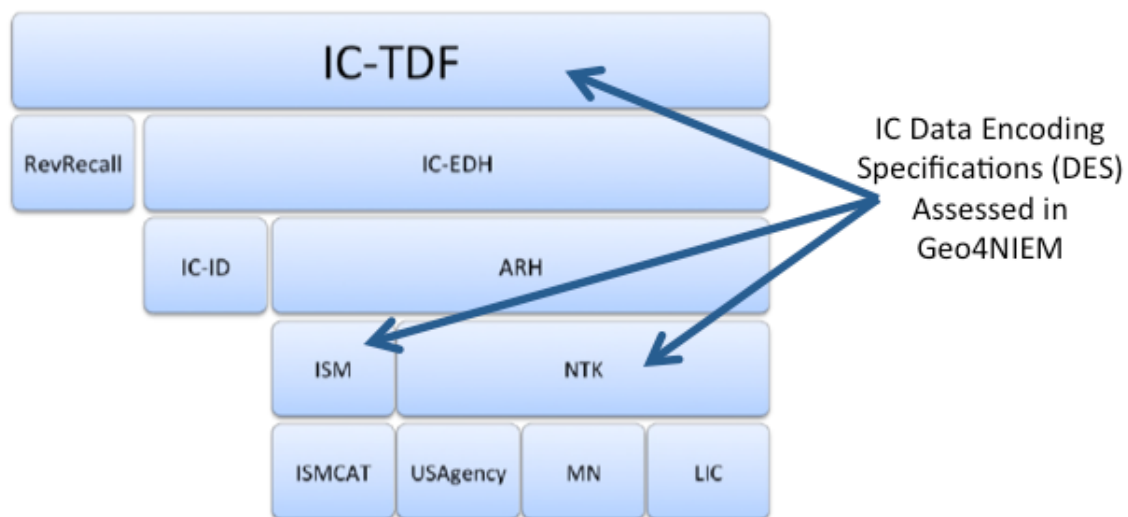 IC-TDF
RevRecall
IC-EDH
IC Data Encoding
Specifications (DES)
Assessed in
Geo4NIEM
IC-ID
ARH
ISM
NTK
ISMCAT
USAgency
MN
LIC